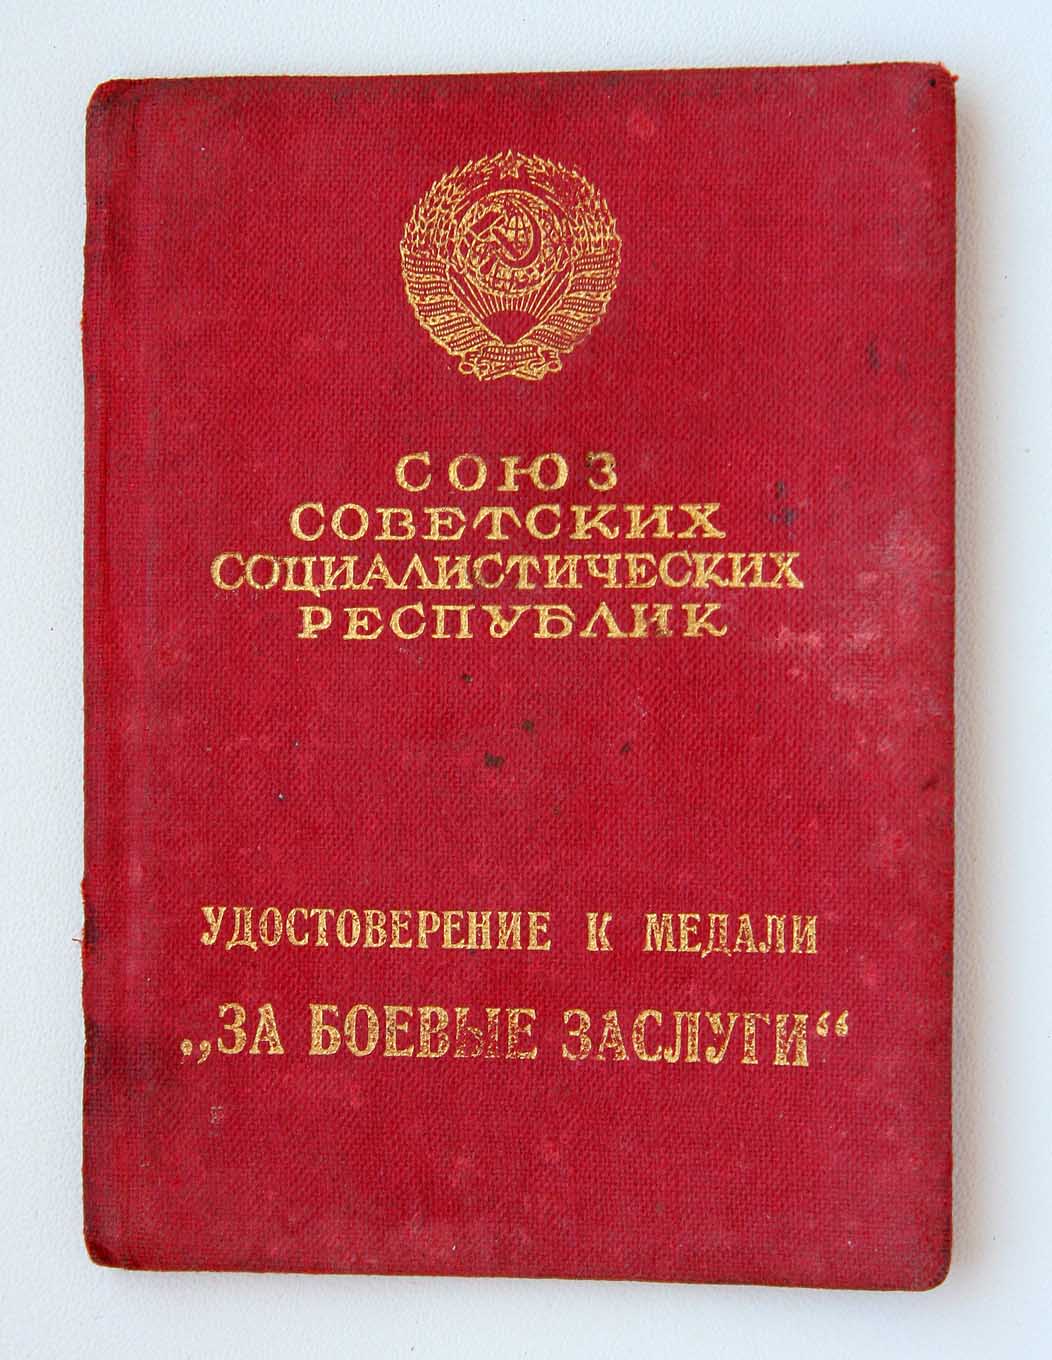 СОЮЗ
СОВЕТСКИХ
СОЦИАЛИСТИЧЕСКИХ
РЕСПУБЛИК
УДОСТОВЕРЕНИЕ К МЕДАЛИ
„ЗА БОЕВЫЕ ЗАСЛУГИ“